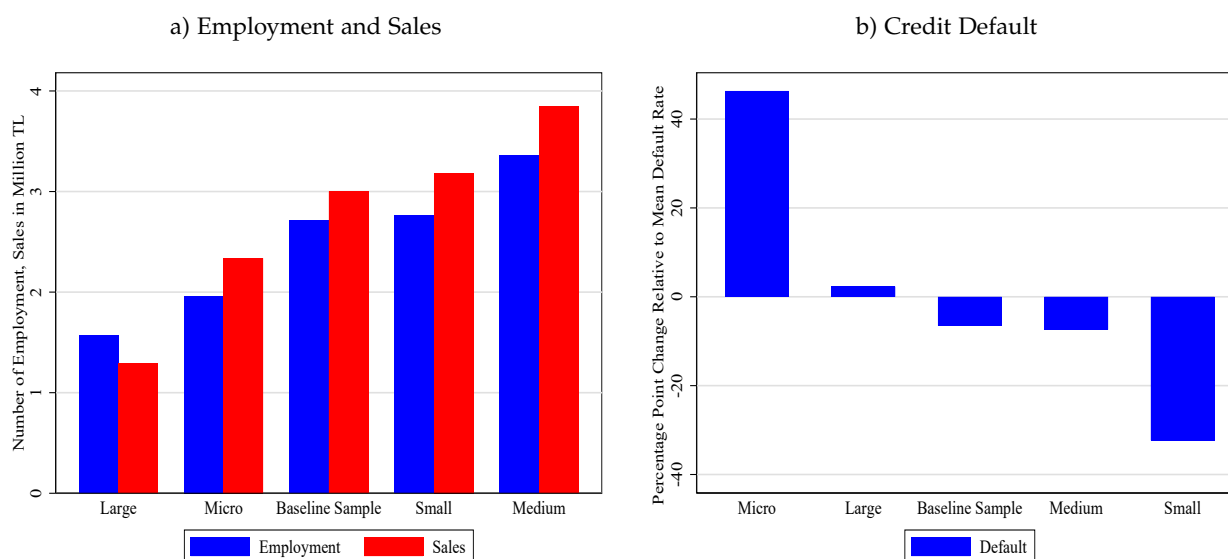 a) Employment and Sales
Number of Employment, Sales in Million TL
4
3
2
1
0
Large Micro Baseline Sample Small Medium
Employment Sales
b) Credit Default
Percentage Point Change Relative to Mean Default Rate
40
20
0
-20
-40
Micro Large Baseline Sample Medium Small
Default